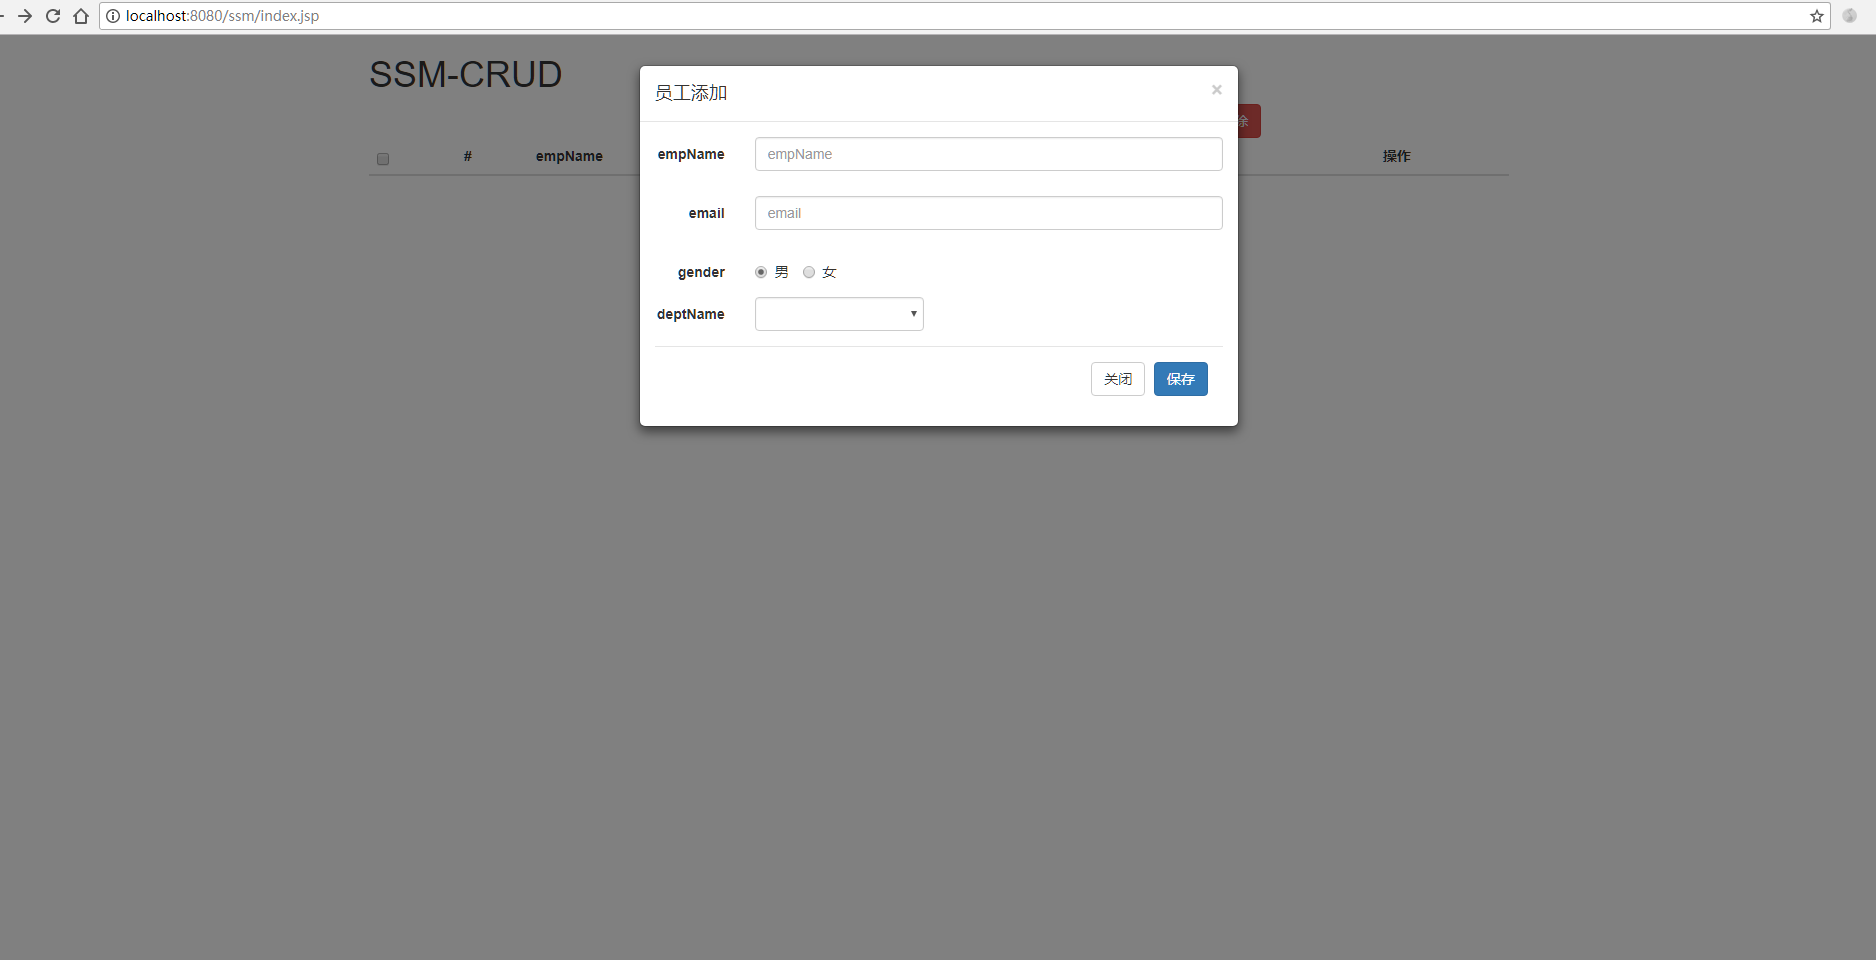 localhost:8080/ssm/index.jsp
SSM-CRUD
员工添加 ×
除
# empName 操作
empName empName
email email
gender 男 女
deptName
关闭 保存